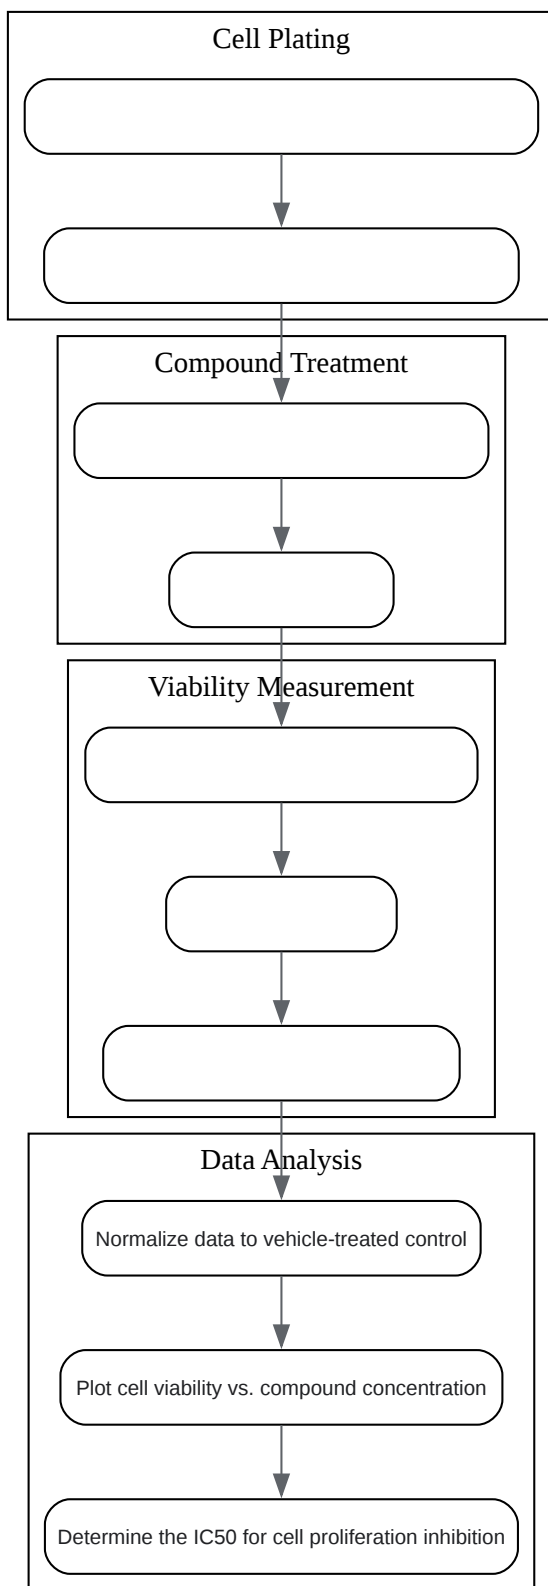 Cell Plating
Compound Treatment
Viability Measurement
Data Analysis
Normalize data to vehicle-treated control
Plot cell viability vs. compound concentration
Determine the IC50 for cell proliferation inhibition